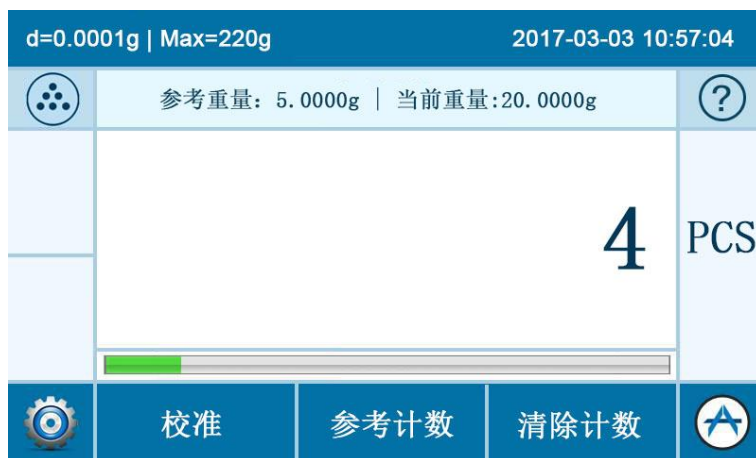 d=0.0001g | Max=220g 2017-03-03 10:57:04
参考重量: 5.0000g | 当前重量:20.0000g ?
4 PCS
校准 参考计数 清除计数